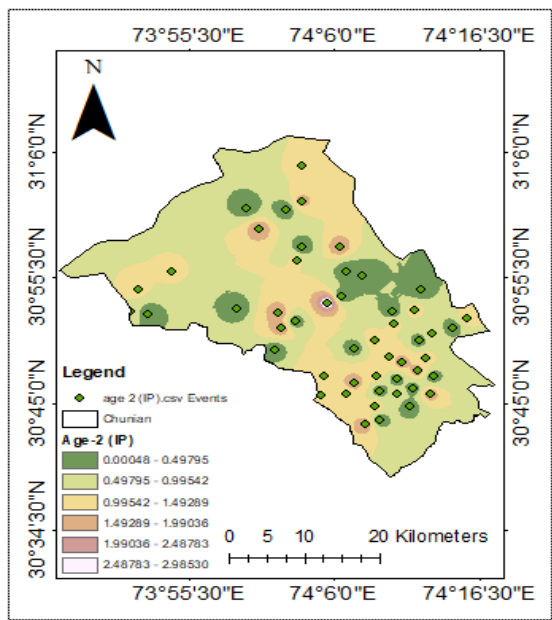 73°55'30"E 74°6'0"E 74°16'30"E
N
31°6'0"N
31°6'0"N
30°55'30"N
30°55'30"N
30°45'0"N
30°45'0"N
30°34'30"N
30°34'30"N
Legend
age 2 (IP).csv Events
Chunian
Age-2 (IP)
0.00048 - 0.49795
0.49795 - 0.99542
0.99542 - 1.49289
1.49289 - 1.99036
1.99036 - 2.48783
2.48783 - 2.98530
0 5 10 20 Kilometers
73°55'30"E 74°6'0"E 74°16'30"E